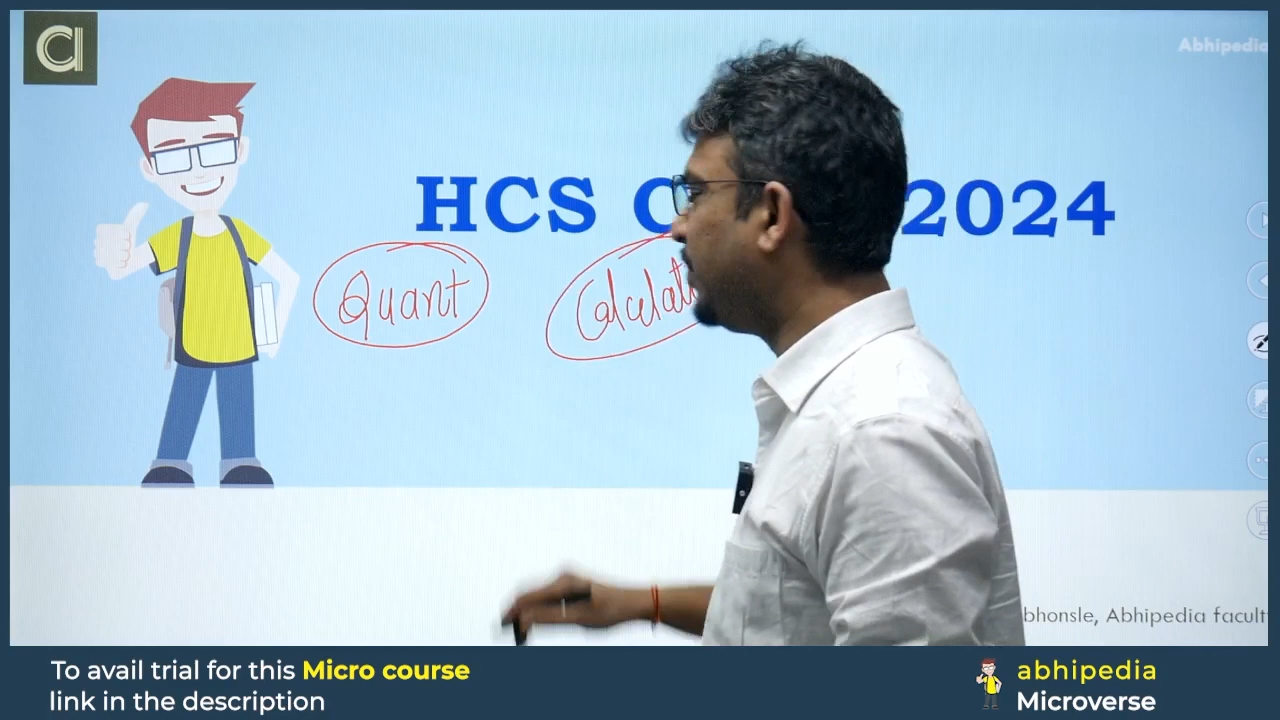 Abhipedia
HCS C 2024
Quant
Calculati
bhonsle, Abhipedia facult
To avail trial for this Micro course
link in the description
abhipedia
Microverse